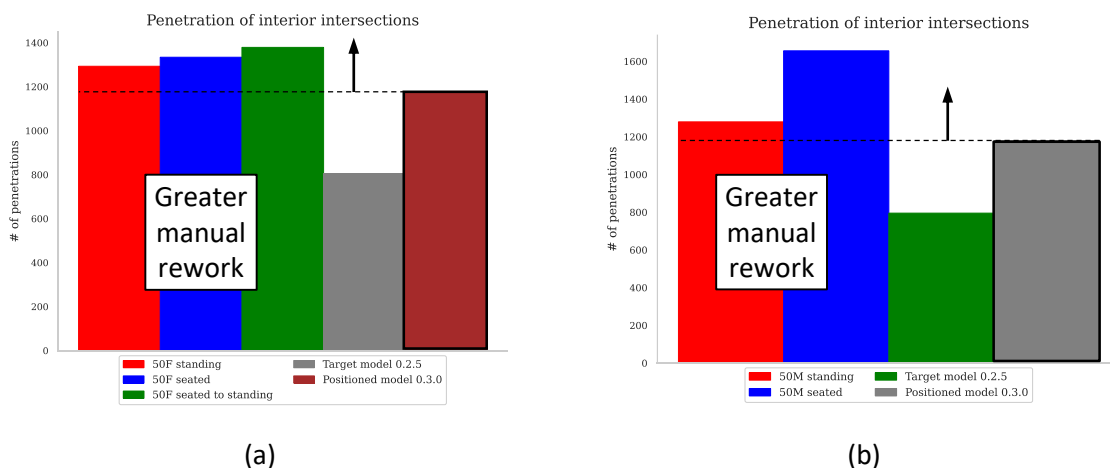 Penetration of interior intersections
1400
1200
1000
800
600
400
200
0
# of penetrations
Greater
manual
rework
50F standing
50F seated
50F seated to standing
Target model 0.2.5
Positioned model 0.3.0
(a)
Penetration of interior intersections
1600
1400
1200
1000
800
600
400
200
0
# of penetrations
Greater
manual
rework
50M standing
50M seated
Target model 0.2.5
Positioned model 0.3.0
(b)